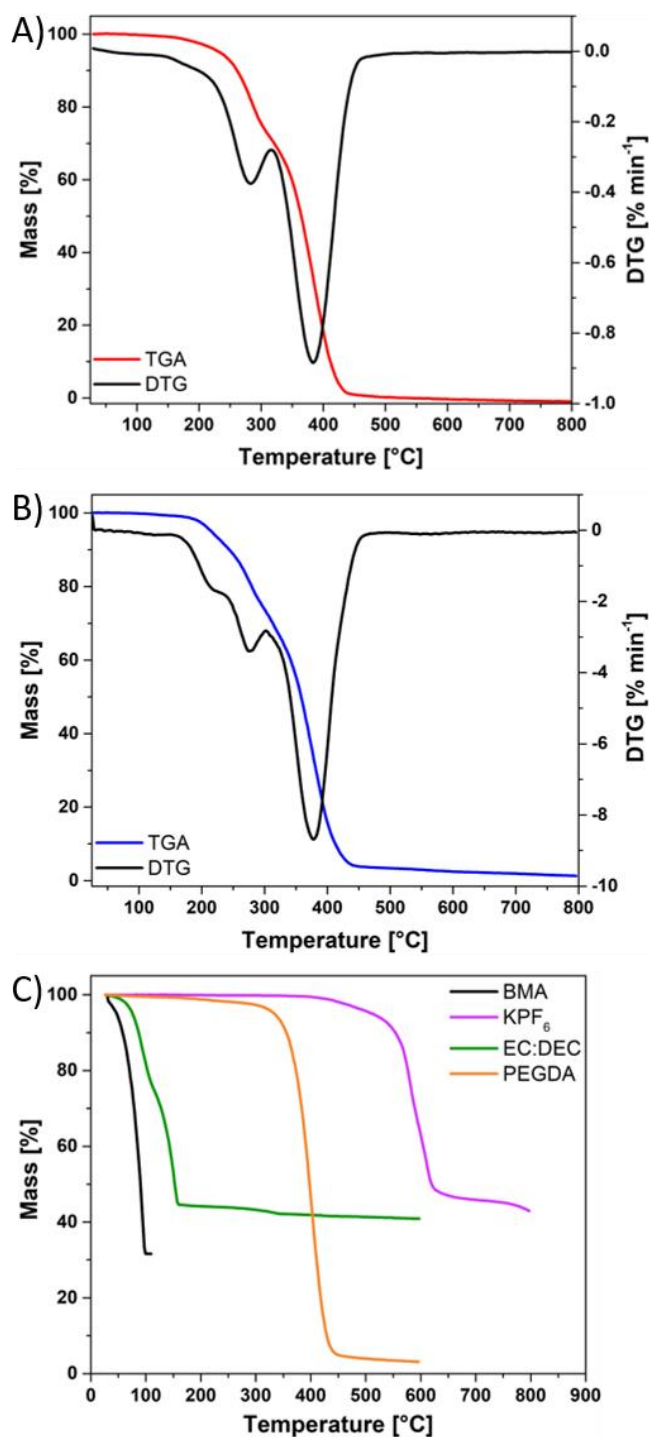 A)
100
80
60
40
20
0
Mass [%]
0.0
-0.2
-0.4
-0.6
-0.8
-1.0
DTG [% min⁻¹]
TGA
DTG
0 100 200 300 400 500 600 700 800
Temperature [°C]
B)
100
80
60
40
20
0
Mass [%]
0
-2
-4
-6
-8
-10
DTG [% min⁻¹]
TGA
DTG
100 200 300 400 500 600 700 800
Temperature [°C]
C)
100
80
60
40
20
0
Mass [%]
BMA
KPF₆
EC:DEC
PEGDA
0 100 200 300 400 500 600 700 800 900
Temperature [°C]